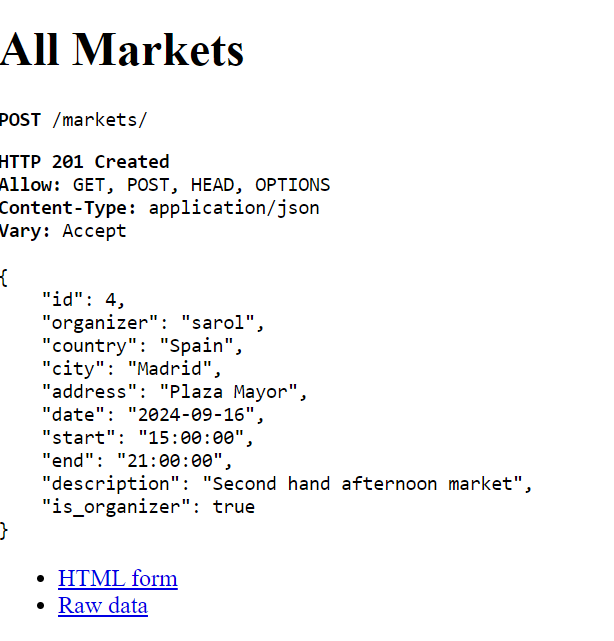 All Markets
POST /markets/
HTTP 201 Created
Allow: GET, POST, HEAD, OPTIONS
Content-Type: application/json
Vary: Accept
{
    "id": 4,
    "organizer": "sarol",
    "country": "Spain",
    "city": "Madrid",
    "address": "Plaza Mayor",
    "date": "2024-09-16",
    "start": "15:00:00",
    "end": "21:00:00",
    "description": "Second hand afternoon market",
    "is_organizer": true
}
• HTML form
• Raw data